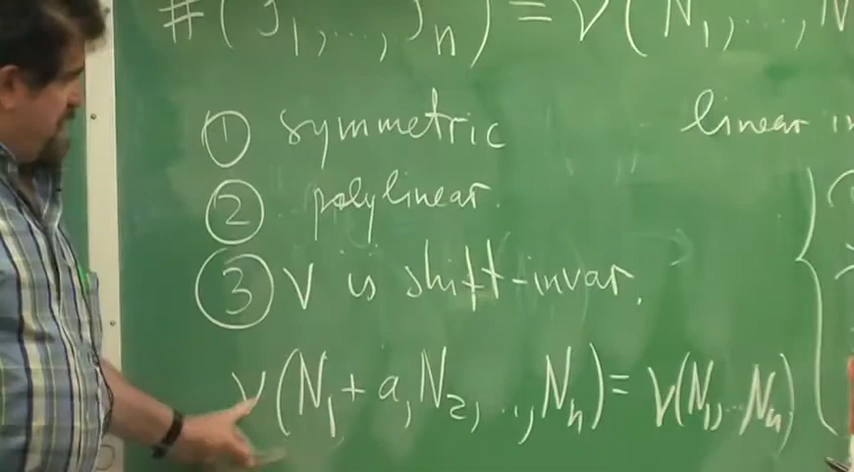 #( J₁, ..., Jₙ) = V( N₁, ..., N
① symmetric linear in
② polylinear.
③ V is shift-invar.
V(N₁+a, N₂, ..., Nₙ) = V(N₁, ... Nₙ)